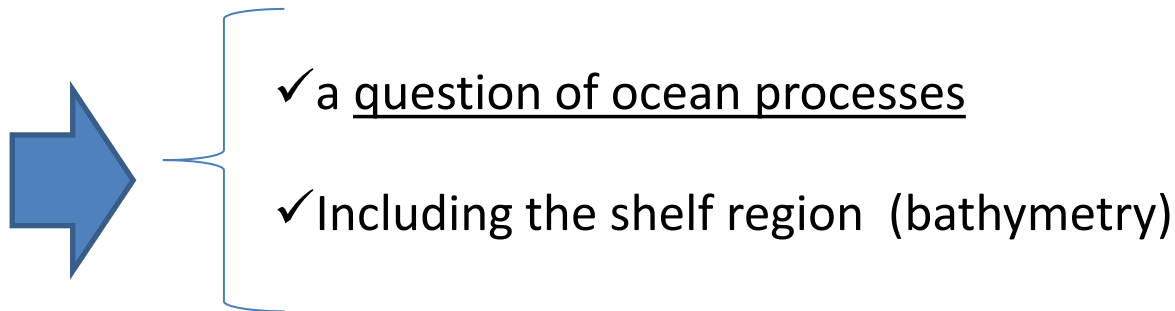 ✓a question of ocean processes
✓Including the shelf region (bathymetry)